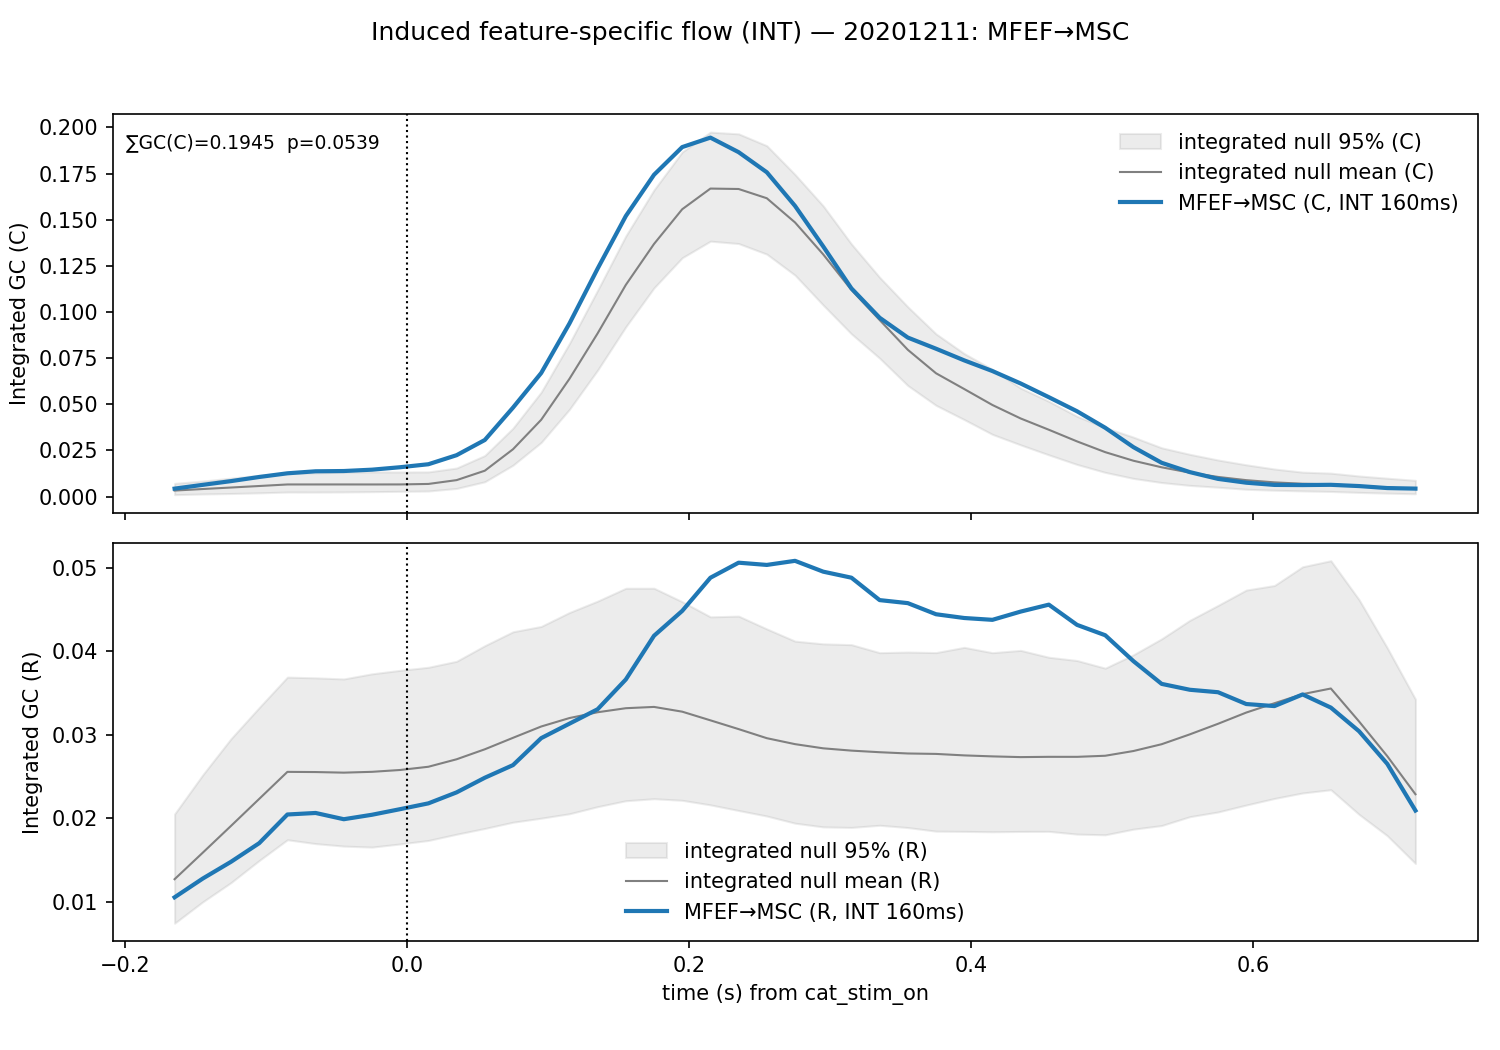 Induced feature-specific flow (INT) — 20201211: MFEF→MSC
∑GC(C)=0.1945  p=0.0539
integrated null 95% (C)
integrated null mean (C)
MFEF→MSC (C, INT 160ms)
Integrated GC (C)
0.200
0.175
0.150
0.125
0.100
0.075
0.050
0.025
0.000
Integrated GC (R)
0.05
0.04
0.03
0.02
0.01
integrated null 95% (R)
integrated null mean (R)
MFEF→MSC (R, INT 160ms)
−0.2 0.0 0.2 0.4 0.6
time (s) from cat_stim_on